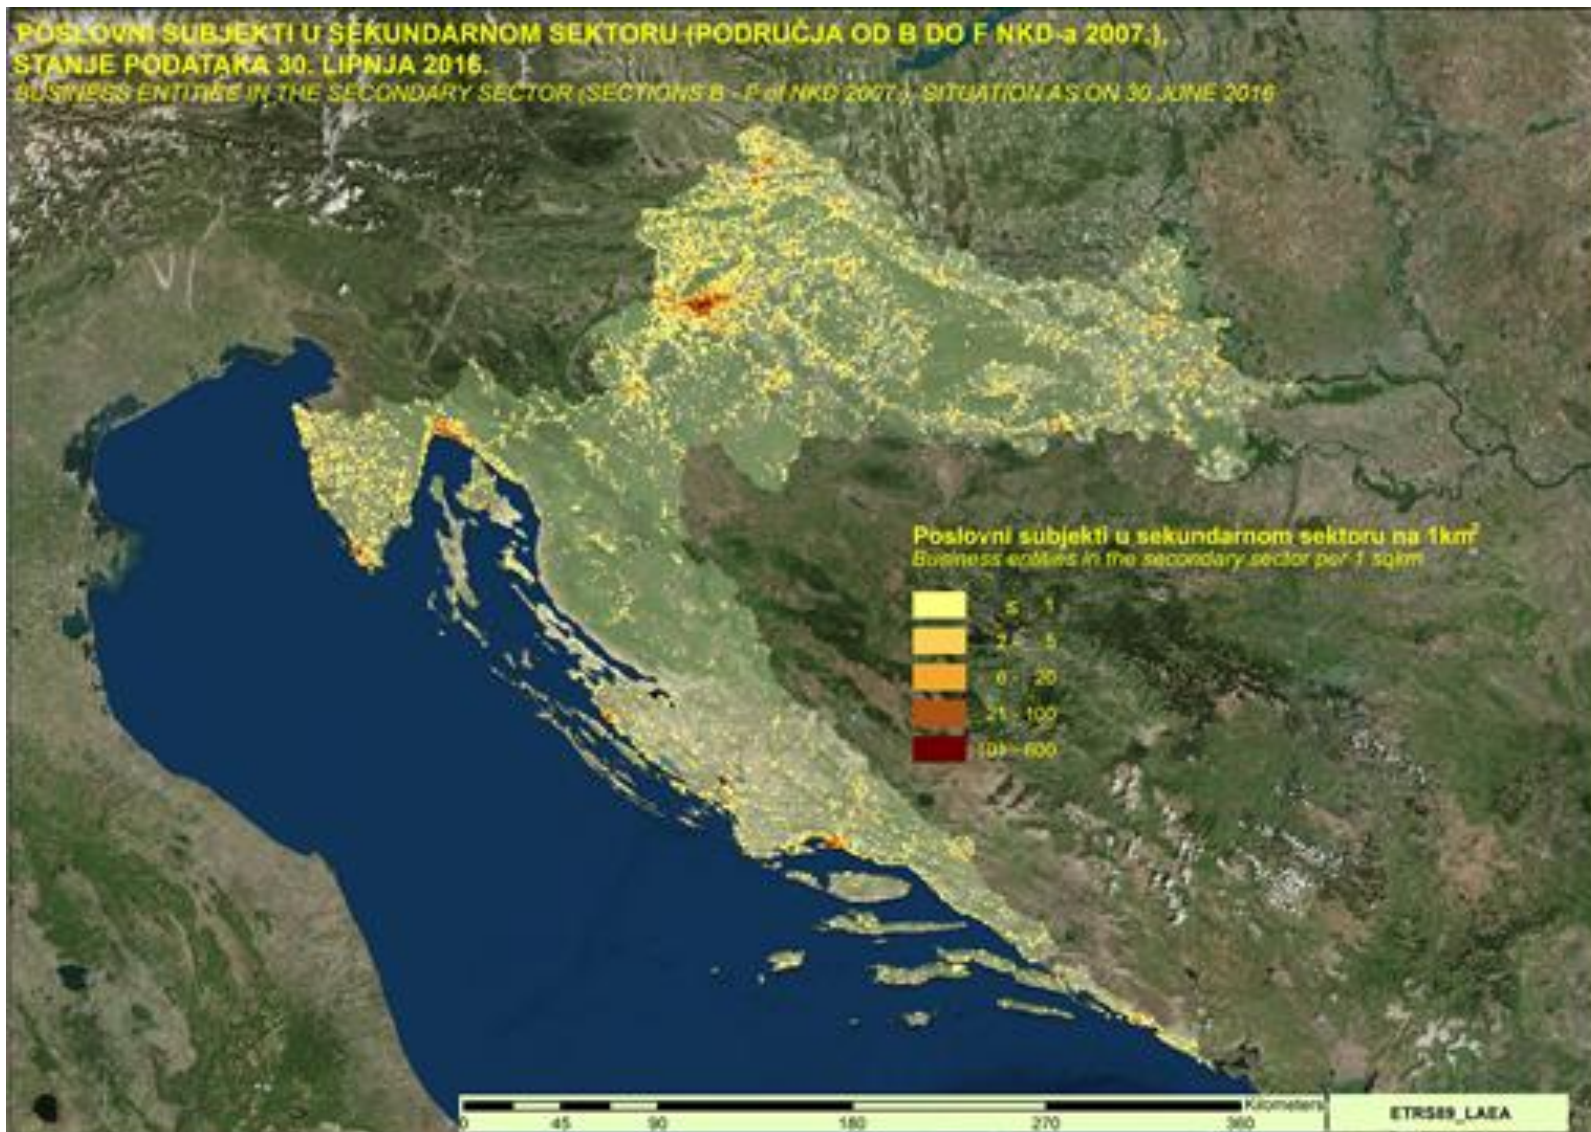 POSLOVNI SUBJEKTI U SEKUNDARNOM SEKTORU (PODRUČJA OD B DO F NKD-a 2007.),
STANJE PODATAKA 30. LIPNJA 2016.
BUSINESS ENTITIES IN THE SECONDARY SECTOR (SECTIONS B - F of NKD 2007.), SITUATION AS ON 30 JUNE 2016
Poslovni subjekti u sekundarnom sektoru na 1km²
Business entities in the secondary sector per 1 sqkm
≤ 1
2 - 5
6 - 20
21 - 100
101 - 600
Kilometers
0 45 90 180 270 360
ETRS89_LAEA